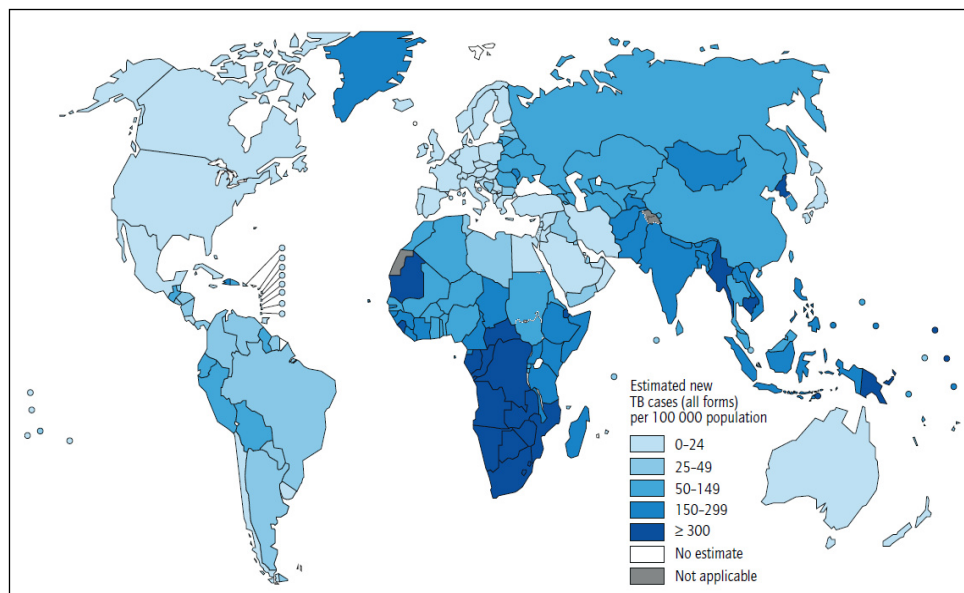 Estimated new
TB cases (all forms)
per 100 000 population
0–24
25–49
50–149
150–299
≥ 300
No estimate
Not applicable